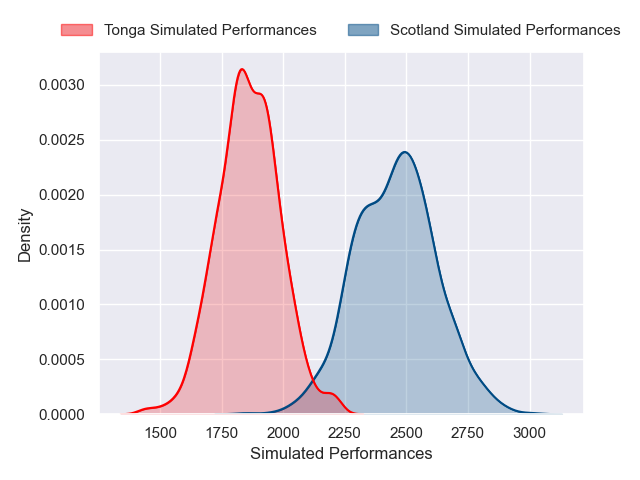 Tonga Simulated Performances Scotland Simulated Performances
0.0030
0.0025
0.0020
0.0015
0.0010
0.0005
0.0000
Density
1500 1750 2000 2250 2500 2750 3000
Simulated Performances